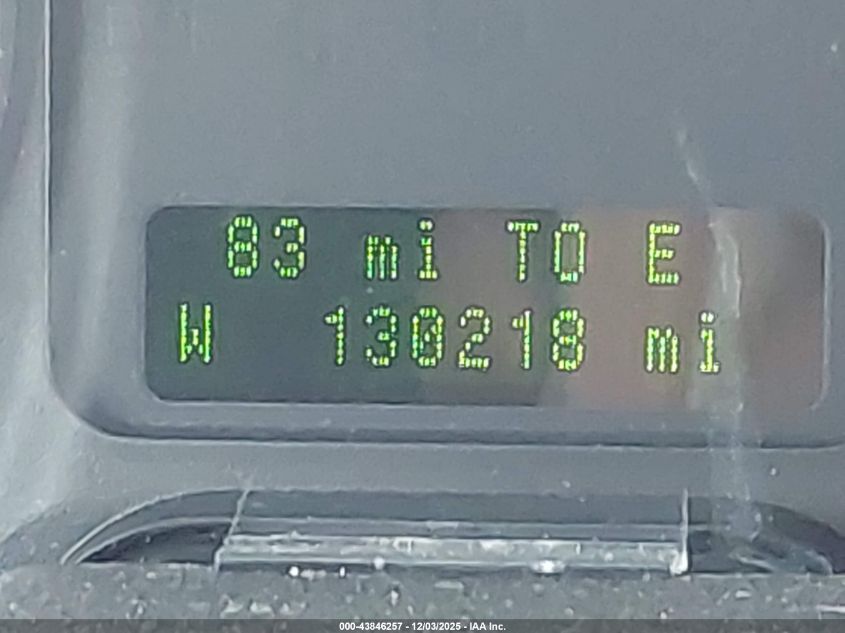 83 mi TO E
W 130218 mi
000-43846257 - 12/03/2025 - IAA Inc.